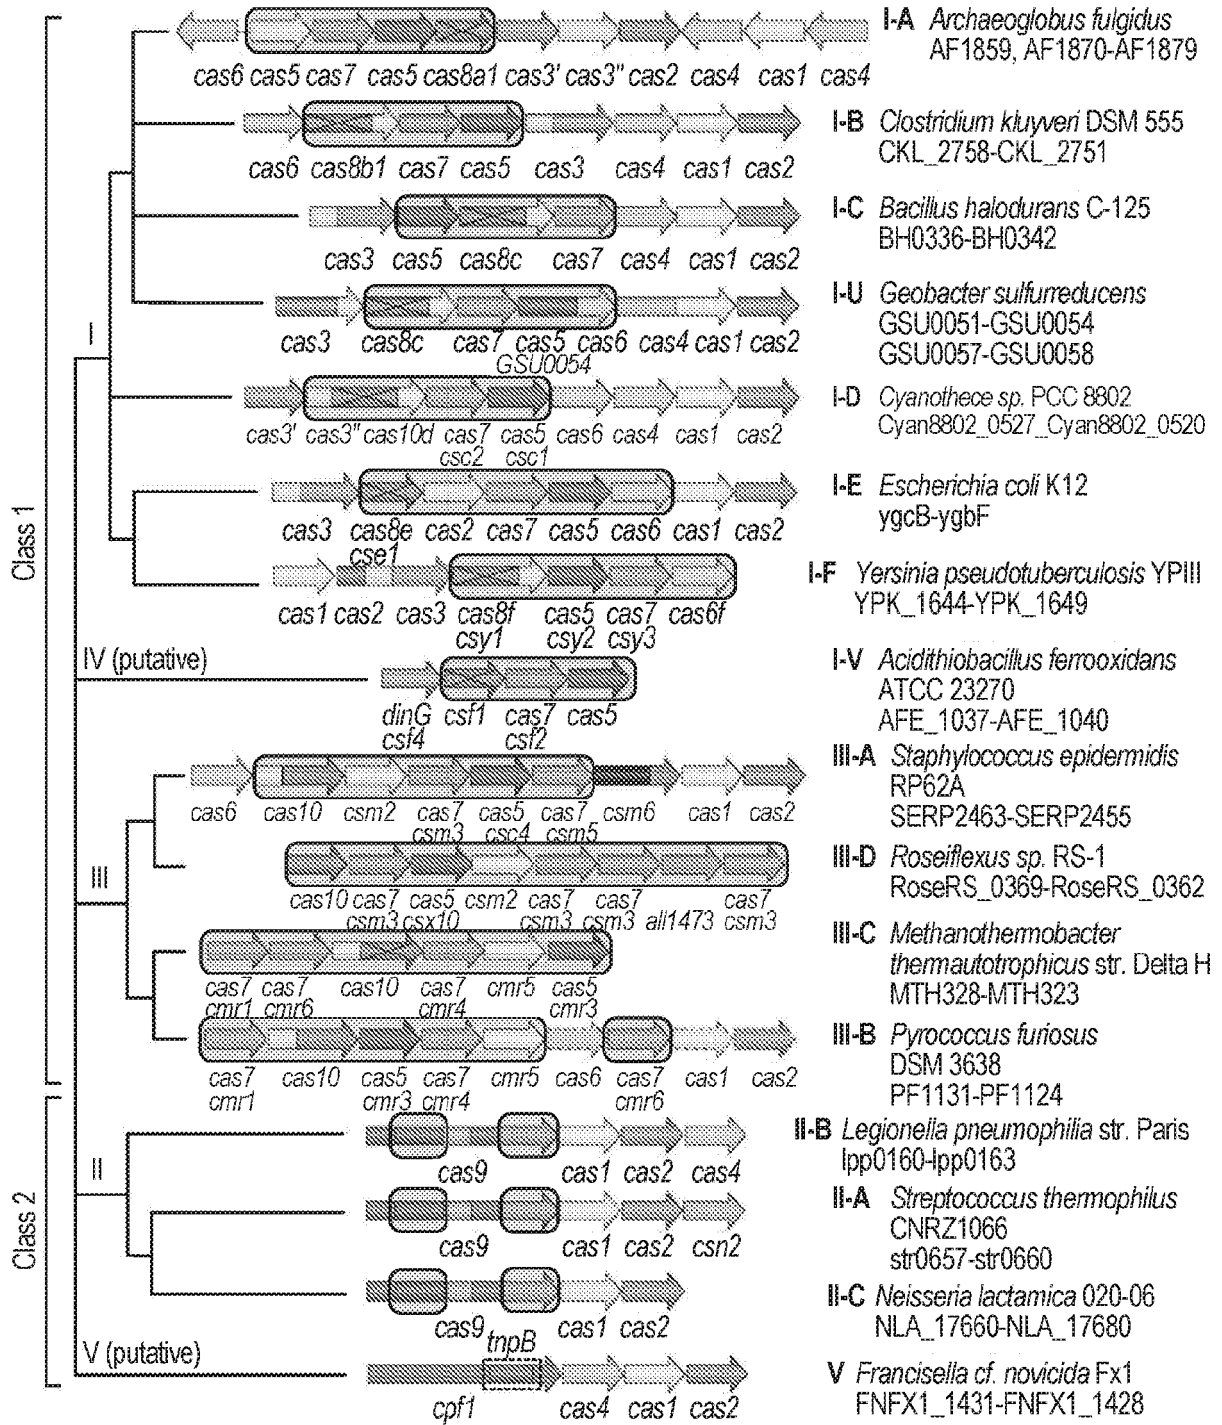 Class 1
Class 2
I
IV (putative)
III
II
V (putative)
I-A Archaeoglobus fulgidus
AF1859, AF1870-AF1879
cas6 cas5 cas7 cas5 cas8a1 cas3' cas3" cas2 cas4 cas1 cas4
I-B Clostridium kluyveri DSM 555
CKL_2758-CKL_2751
cas6 cas8b1 cas7 cas5 cas3 cas4 cas1 cas2
I-C Bacillus halodurans C-125
BH0336-BH0342
cas3 cas5 cas8c cas7 cas4 cas1 cas2
I-U Geobacter sulfurreducens
GSU0051-GSU0054
GSU0057-GSU0058
cas3 cas8c cas7 cas5 cas6 cas4 cas1 cas2
GSU0054
I-D Cyanothece sp. PCC 8802
Cyan8802_0527_Cyan8802_0520
cas3' cas3" cas10d cas7 cas5 cas6 cas4 cas1 cas2
csc2 csc1
I-E Escherichia coli K12
ygcB-ygbF
cas3 cas8e cas2 cas7 cas5 cas6 cas1 cas2
cse1
I-F Yersinia pseudotuberculosis YPIII
YPK_1644-YPK_1649
cas1 cas2 cas3 cas8f cas5 cas7 cas6f
csy1 csy2 csy3
I-V Acidithiobacillus ferrooxidans
ATCC 23270
AFE_1037-AFE_1040
dinG csf1 cas7 cas5
csf4 csf2
III-A Staphylococcus epidermidis
RP62A
SERP2463-SERP2455
cas6 cas10 csm2 cas7 cas5 cas7 csm6 cas1 cas2
csm3 csc4 csm5
III-D Roseiflexus sp. RS-1
RoseRS_0369-RoseRS_0362
cas10 cas7 cas5 csm2 cas7 cas7 all1473 cas7
csm3 csx10 csm3 csm3 csm3
III-C Methanothermobacter
thermautotrophicus str. Delta H
MTH328-MTH323
cas7 cas7 cas10 cas7 cmr5 cas5
cmr1 cmr6 cmr4 cmr3
III-B Pyrococcus furiosus
DSM 3638
PF1131-PF1124
cas7 cas10 cas5 cas7 cmr5 cas6 cas7 cas1 cas2
cmr1 cmr3 cmr4 cmr6
II-B Legionella pneumophilia str. Paris
lpp0160-lpp0163
cas9 cas1 cas2 cas4
II-A Streptococcus thermophilus
CNRZ1066
str0657-str0660
cas9 cas1 cas2 csn2
II-C Neisseria lactamica 020-06
NLA_17660-NLA_17680
cas9 cas1 cas2
tnpB
V Francisella cf. novicida Fx1
FNFX1_1431-FNFX1_1428
cpf1 cas4 cas1 cas2